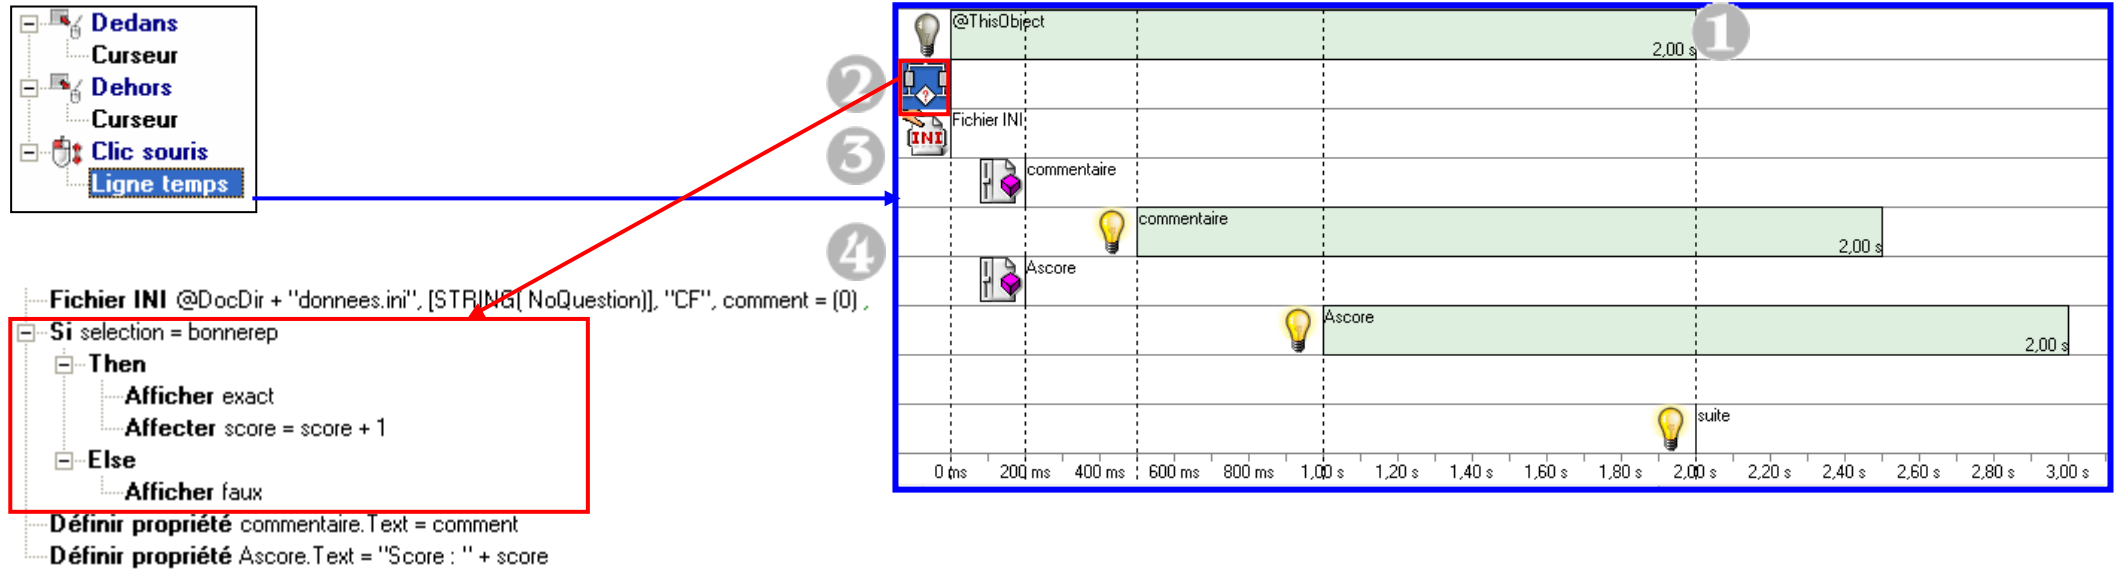 Dedans
Curseur
Dehors
Curseur
Clic souris
Ligne temps
Fichier INI @DocDir + "donnees.ini", [STRING( NoQuestion)], "CF", comment = (0) ,
Si selection = bonnerep
Then
Afficher exact
Affecter score = score + 1
Else
Afficher faux
Définir propriété commentaire.Text = comment
Définir propriété Ascore.Text = "Score : " + score
@ThisObject
2,00 s
1
2
?
Fichier INI
INI
3
commentaire
commentaire
2,00 s
4
Ascore
Ascore
2,00 s
suite
0 ms 200 ms 400 ms 600 ms 800 ms 1,00 s 1,20 s 1,40 s 1,60 s 1,80 s 2,00 s 2,20 s 2,40 s 2,60 s 2,80 s 3,00 s